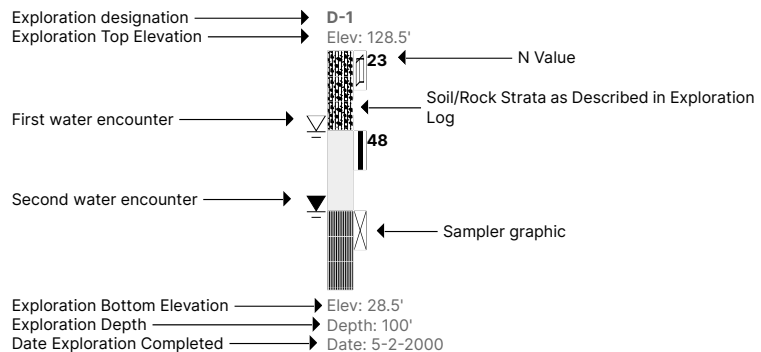 Exploration designation D-1
Exploration Top Elevation Elev: 128.5'
23 N Value
Soil/Rock Strata as Described in Exploration
Log
First water encounter
48
Second water encounter
Sampler graphic
Exploration Bottom Elevation Elev: 28.5'
Exploration Depth Depth: 100'
Date Exploration Completed Date: 5-2-2000